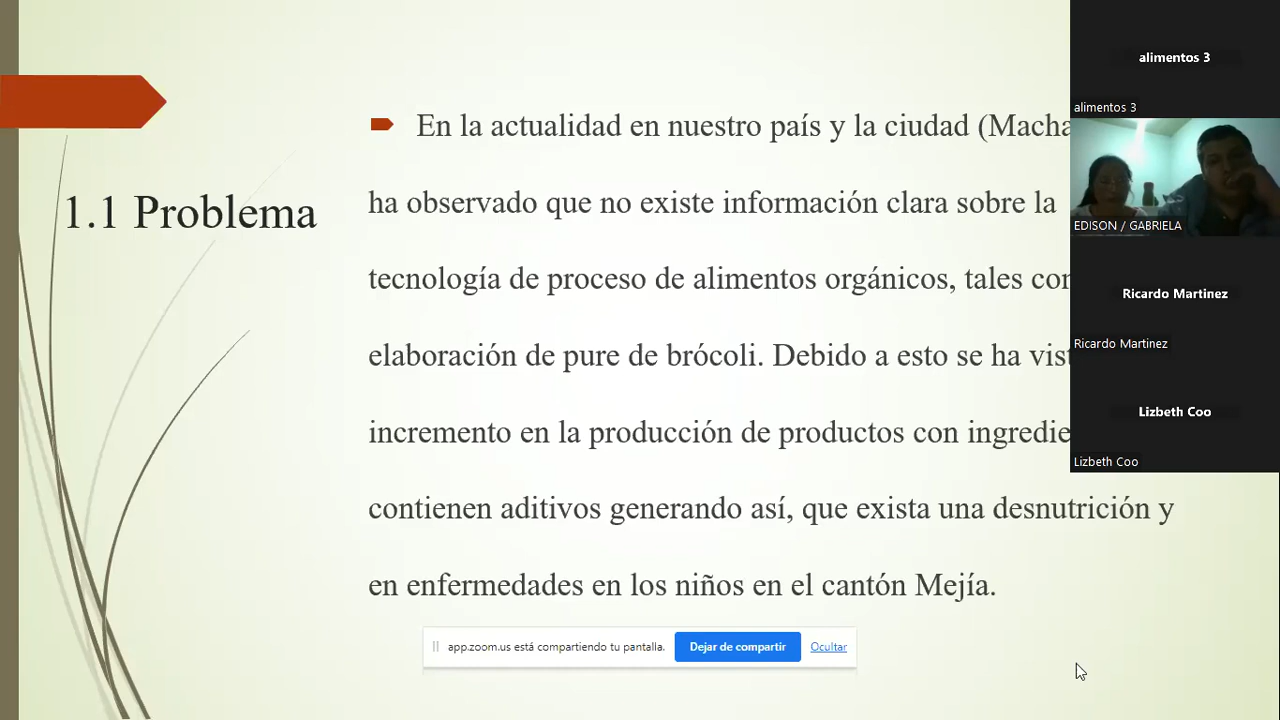 1.1 Problema
En la actualidad en nuestro país y la ciudad
ha observado que no existe información clara sobre la
tecnología de proceso de alimentos orgánicos, tales
elaboración de pure de brócoli. Debido a esto se ha
incremento en la producción de productos con
contienen aditivos generando así, que exista una desnutrición y
en enfermedades en los niños en el cantón Mejía.
alimentos 3
alimentos 3
EDISON / GABRIELA
Ricardo Martinez
Ricardo Martinez
Lizbeth Coo
Lizbeth Coo
app.zoom.us está compartiendo tu pantalla.
Dejar de compartir
Ocultar